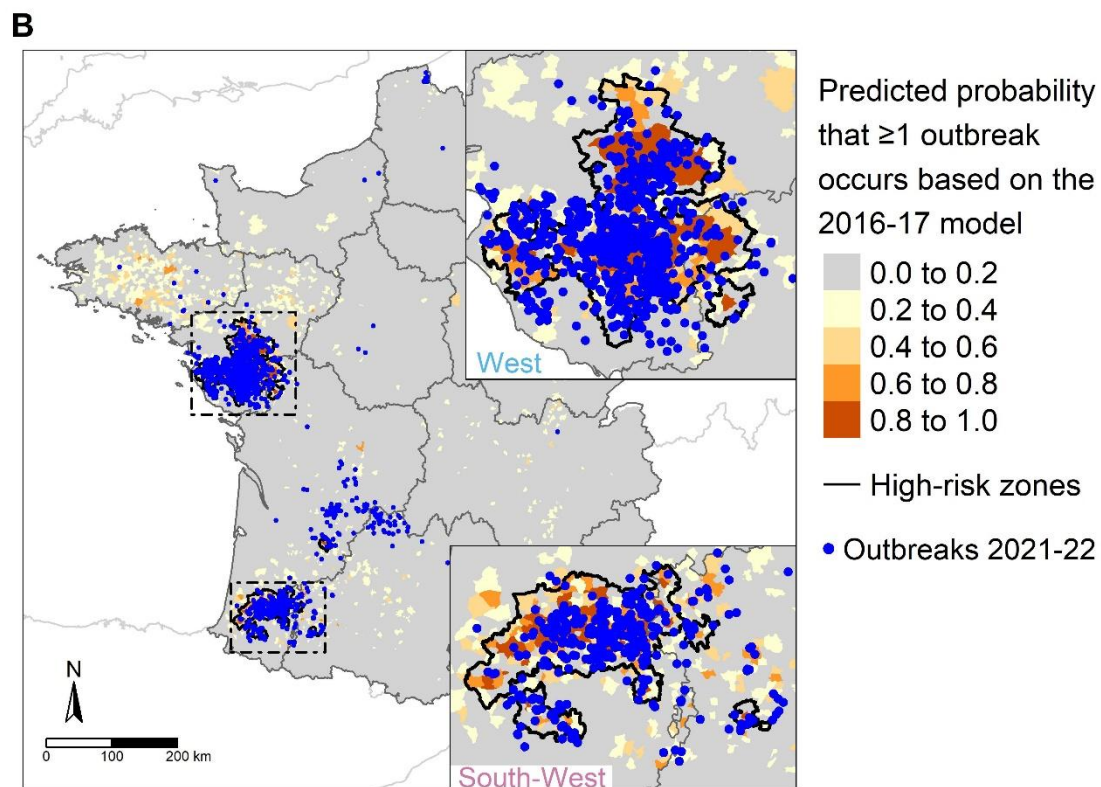 B
West
South-West
N
0 100 200 km
Predicted probability
that ≥1 outbreak
occurs based on the
2016-17 model
0.0 to 0.2
0.2 to 0.4
0.4 to 0.6
0.6 to 0.8
0.8 to 1.0
High-risk zones
Outbreaks 2021-22